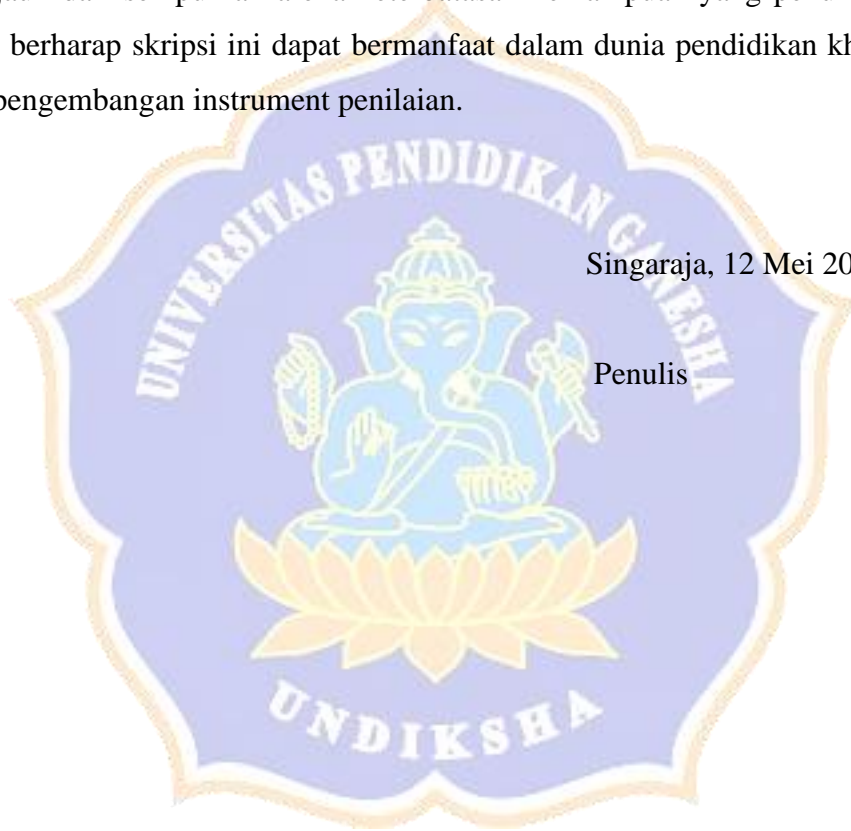 berharap skripsi ini dapat bermanfaat dalam dunia pendidikan
pengembangan instrument penilaian.
UNIVERSITAS PENDIDIKAN GANESHA
Singaraja, 12 Mei 20
Penulis
UNDIKSHA